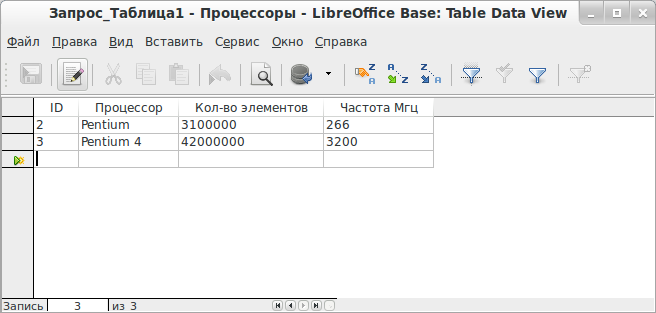 Запрос_Таблица1 - Процессоры - LibreOffice Base: Table Data View
Файл Правка Вид Вставить Сервис Окно Справка
ID Процессор Кол-во элементов Частота Мгц
2 Pentium 3100000 266
3 Pentium 4 42000000 3200
Запись 3 из 3